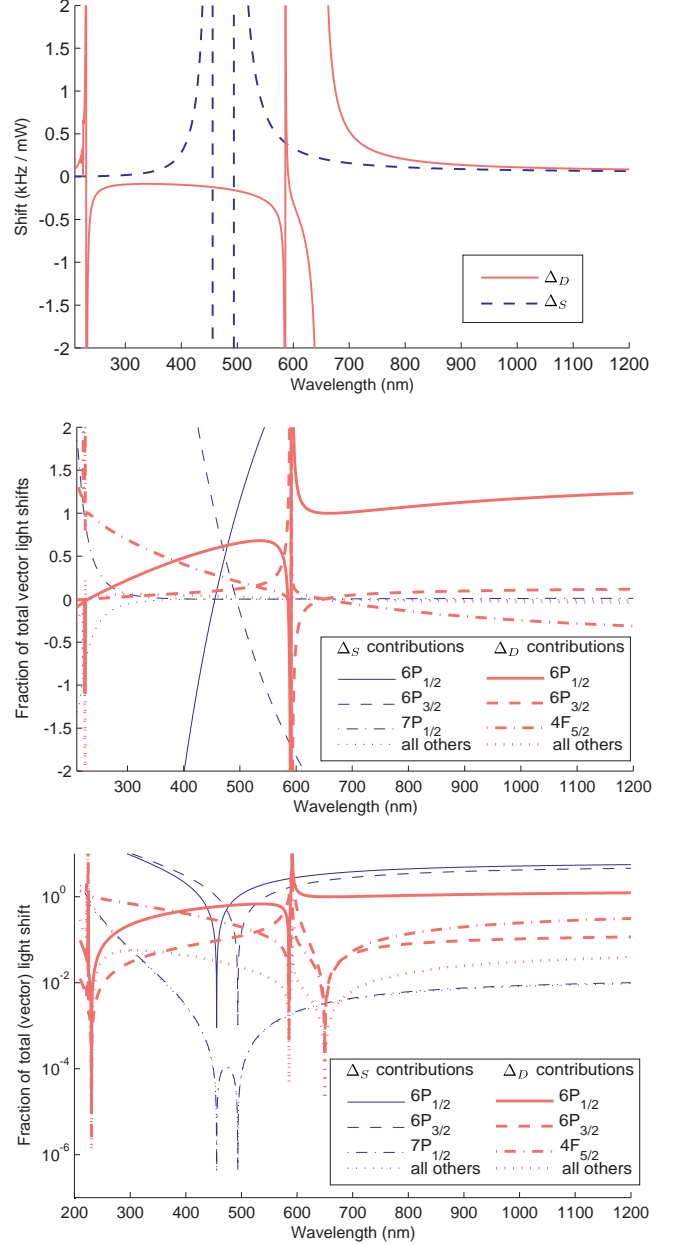 2
1.5
1
0.5
0
-0.5
-1
-1.5
-2
Shift (kHz / mW)
300 400 500 600 700 800 900 1000 1100 1200
Wavelength (nm)
Δ_D
Δ_S
2
1.5
1
0.5
0
-0.5
-1
-1.5
-2
Fraction of total vector light shifts
300 400 500 600 700 800 900 1000 1100 1200
Wavelength (nm)
Δ_S contributions Δ_D contributions
6P_1/2 6P_1/2
6P_3/2 6P_3/2
7P_1/2 4F_5/2
all others all others
10^0
10^-2
10^-4
10^-6
Fraction of total (vector) light shift
200 300 400 500 600 700 800 900 1000 1100 1200
Wavelength (nm)
Δ_S contributions Δ_D contributions
6P_1/2 6P_1/2
6P_3/2 6P_3/2
7P_1/2 4F_5/2
all others all others